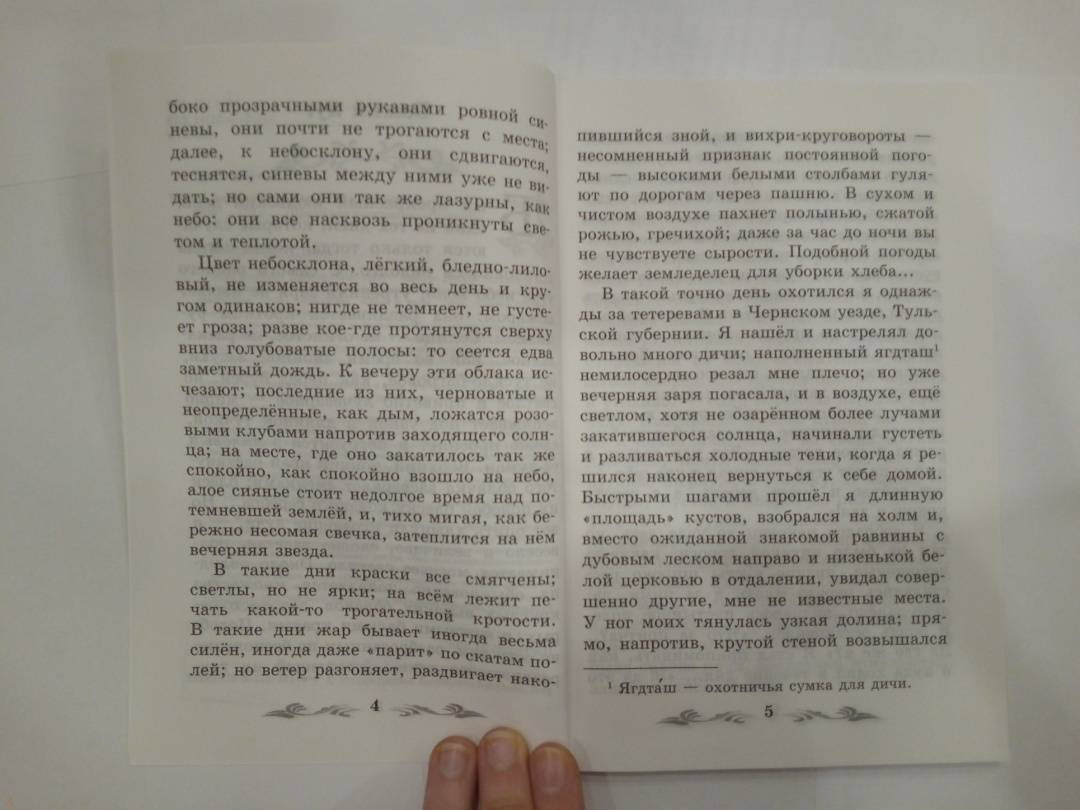 боко прозрачными рукавами ровной си-
невы, они почти не трогаются с места;
далее, к небосклону, они сдвигаются,
теснятся, синевы между ними уже не ви-
дать; но сами они так же лазурны, как
небо: они все насквозь проникнуты све-
том и теплотой.
Цвет небосклона, лёгкий, бледно-лило-
вый, не изменяется во весь день и кру-
гом одинаков; нигде не темнеет, не густе-
ет гроза; разве кое-где протянутся сверху
вниз голубоватые полосы: то сеется едва
заметный дождь. К вечеру эти облака ис-
чезают; последние из них, черноватые и
неопределённые, как дым, ложатся розо-
выми клубами напротив заходящего солн-
ца; на месте, где оно закатилось так же
спокойно, как спокойно взошло на небо,
алое сиянье стоит недолгое время над по-
темневшей землёй, и, тихо мигая, как бе-
режно несомая свечка, затеплится на нём
вечерняя звезда.
В такие дни краски все смягчены;
светлы, но не ярки; на всём лежит пе-
чать какой-то трогательной кротости.
В такие дни жар бывает иногда весьма
силён, иногда даже «парит» по скатам по-
лей; но ветер разгоняет, раздвигает нако-
4
пившийся зной, и вихри-круговороты —
несомненный признак постоянной пого-
ды — высокими белыми столбами гуля-
ют по дорогам через пашню. В сухом и
чистом воздухе пахнет полынью, сжатой
рожью, гречихой; даже за час до ночи вы
не чувствуете сырости. Подобной погоды
желает земледелец для уборки хлеба...
В такой точно день охотился я однаж-
ды за тетеревами в Чернском уезде, Туль-
ской губернии. Я нашёл и настрелял до-
вольно много дичи; наполненный ягдташ¹
немилосердно резал мне плечо; но уже
вечерняя заря погасала, и в воздухе, ещё
светлом, хотя не озарённом более лучами
закатившегося солнца, начинали густеть
и разливаться холодные тени, когда я ре-
шился наконец вернуться к себе домой.
Быстрыми шагами прошёл я длинную
«площадь» кустов, взобрался на холм и,
вместо ожиданной знакомой равнины с
дубовым леском направо и низенькой бе-
лой церковью в отдалении, увидал совер-
шенно другие, мне не известные места.
У ног моих тянулась узкая долина; пря-
мо, напротив, крутой стеной возвышался
¹ Ягдта́ш — охотничья сумка для дичи.
5